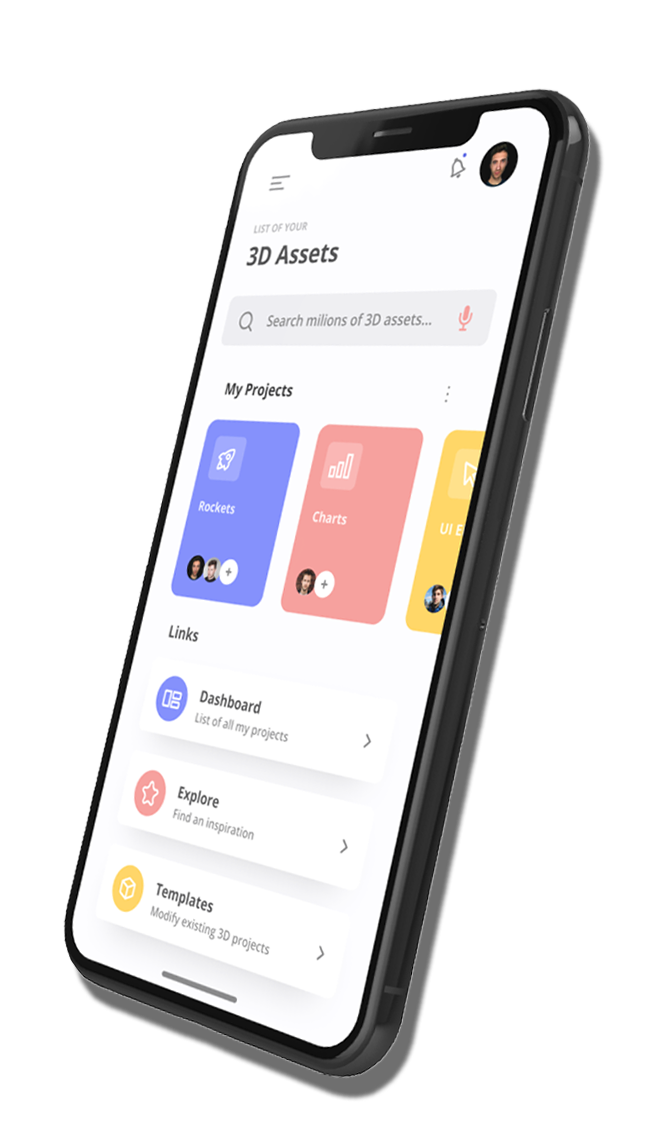 LIST OF YOUR
3D Assets
Search milions of 3D assets...
My Projects
Rockets
Charts
UI E
Links
Dashboard
List of all my projects
Explore
Find an inspiration
Templates
Modify existing 3D projects